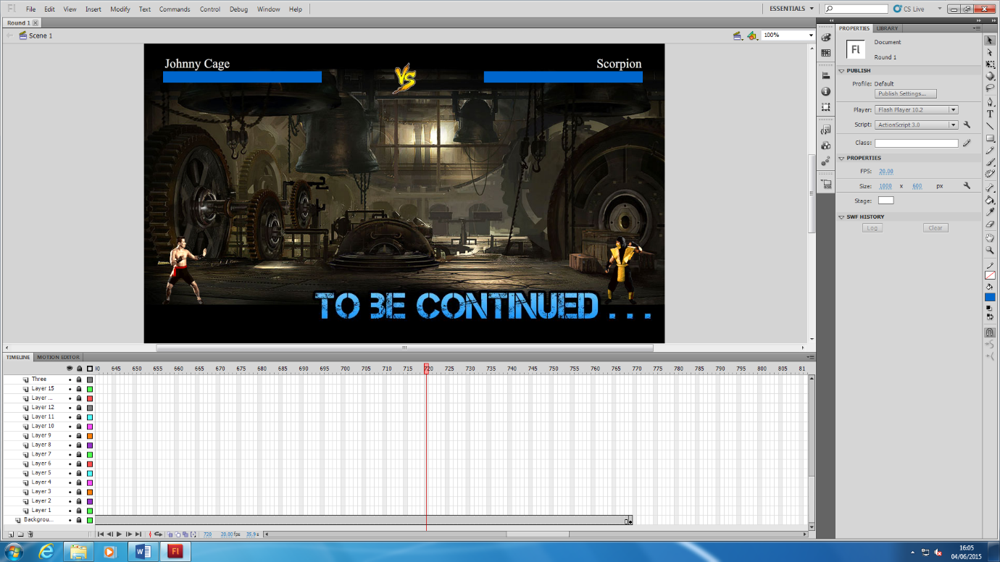 Fl File Edit View Insert Modify Text Commands Control Debug Window Help ESSENTIALS CS Live
Round 1
Scene 1 100%
Johnny Cage VS Scorpion
TO BE CONTINUED . . .
PROPERTIES LIBRARY
Fl Document
Round 1
PUBLISH
Profile: Default
Publish Settings...
Player: Flash Player 10.2
Script: ActionScript 3.0
Class:
PROPERTIES
FPS: 20.00
Size: 1000 x 600 px
Stage:
SWF HISTORY
Log Clear
TIMELINE MOTION EDITOR
645 650 655 660 665 670 675 680 685 690 695 700 705 710 715 720 725 730 735 740 745 750 755 760 765 770 775 780 785 790 795 800 805 81
Three
Layer 15
Layer ...
Layer 12
Layer 11
Layer 10
Layer 9
Layer 8
Layer 7
Layer 6
Layer 5
Layer 4
Layer 3
Layer 2
Layer 1
Backgrou...
720 20.00 fps 35.9 s
16:05
04/06/2015